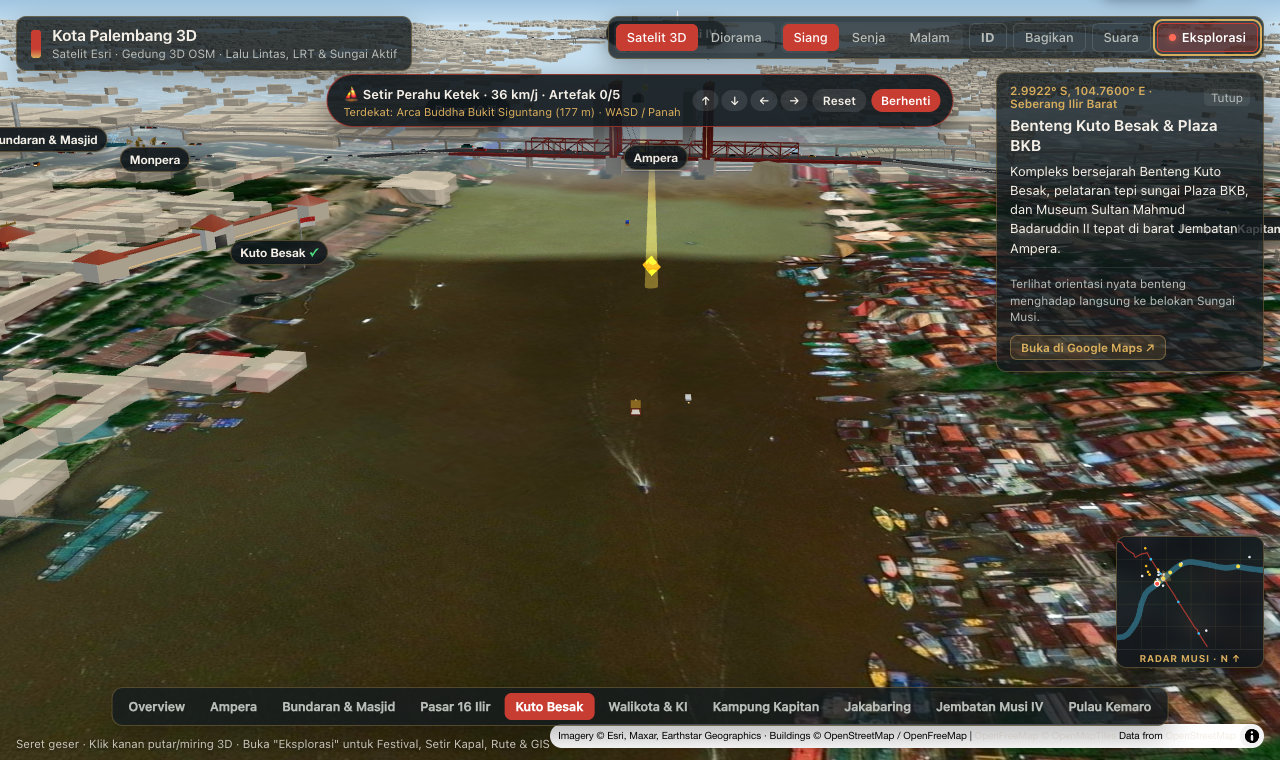 Kota Palembang 3D
Satelit Esri · Gedung 3D OSM · Lalu Lintas, LRT & Sungai Aktif
Satelit 3D
Diorama
Siang
Senja
Malam
ID
Bagikan
Suara
Eksplorasi
⛵ Setir Perahu Ketek · 36 km/j · Artefak 0/5
Terdekat: Arca Buddha Bukit Siguntang (177 m) · WASD / Panah
↑ ↓ ← →
Reset
Berhenti
2.9922° S, 104.7600° E ·
Seberang Ilir Barat
Tutup
Benteng Kuto Besak & Plaza
BKB
Kompleks bersejarah Benteng Kuto
Besak, pelataran tepi sungai Plaza BKB,
dan Museum Sultan Mahmud
Badaruddin II tepat di barat Jembatan
Ampera.
Terlihat orientasi nyata benteng
menghadap langsung ke belokan Sungai
Musi.
Buka di Google Maps ↗
undaran & Masjid
Monpera
Ampera
Kuto Besak ✓
Kapitan
RADAR MUSI · N ↑
Overview
Ampera
Bundaran & Masjid
Pasar 16 Ilir
Kuto Besak
Walikota & KI
Kampung Kapitan
Jakabaring
Jembatan Musi IV
Pulau Kemaro
Seret geser · Klik kanan putar/miring 3D · Buka "Eksplorasi" untuk Festival, Setir Kapal, Rute & GIS
Imagery © Esri, Maxar, Earthstar Geographics · Buildings © OpenStreetMap / OpenFreeMap | OpenFreeMap © OpenMapTiles Data from OpenStreetMap